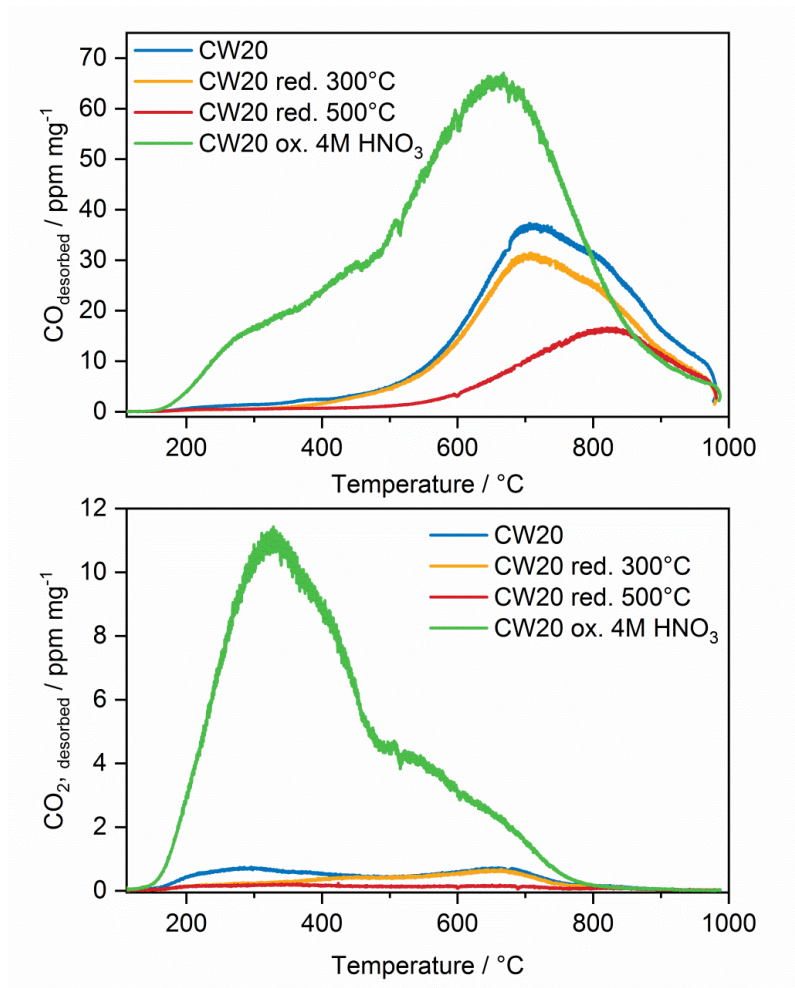 70
60
50
40
30
20
10
0
CO desorbed / ppm mg⁻¹
CW20
CW20 red. 300°C
CW20 red. 500°C
CW20 ox. 4M HNO₃
200 400 600 800 1000
Temperature / °C
12
10
8
6
4
2
0
CO₂, desorbed / ppm mg⁻¹
CW20
CW20 red. 300°C
CW20 red. 500°C
CW20 ox. 4M HNO₃
200 400 600 800 1000
Temperature / °C